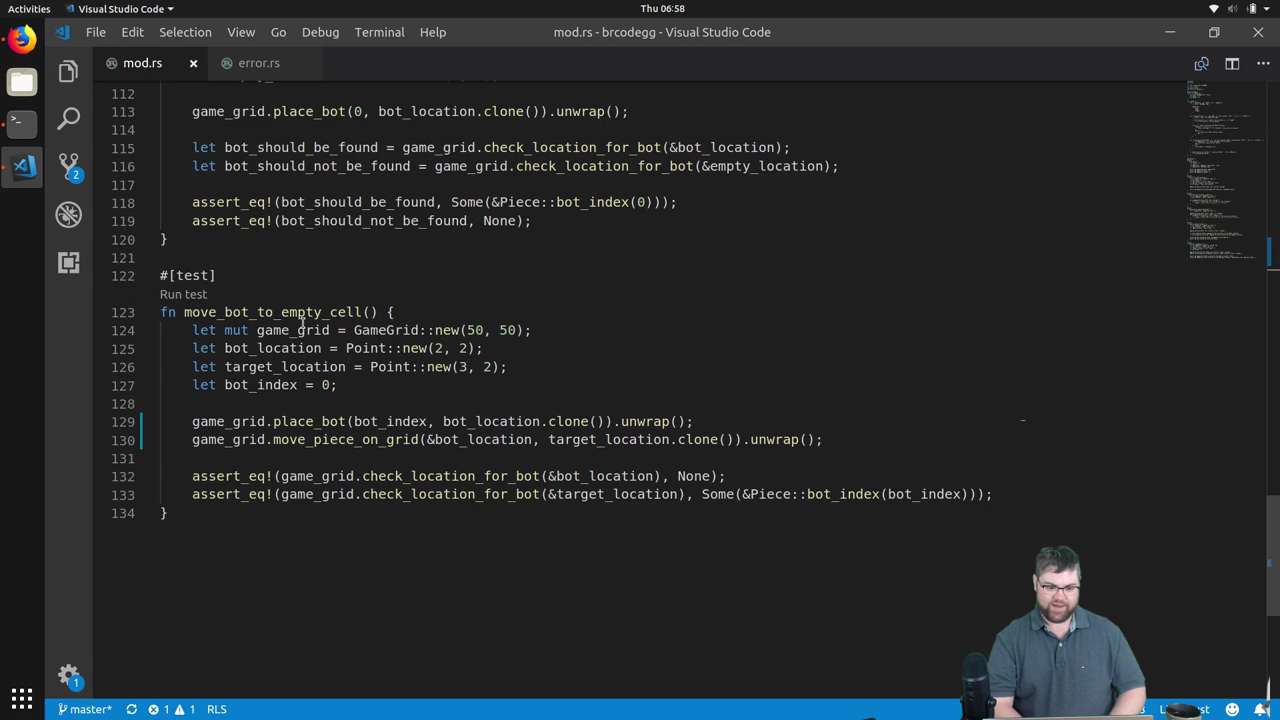 Activities
Visual Studio Code
Thu 06:58
File Edit Selection View Go Debug Terminal Help
mod.rs - brcodegg - Visual Studio Code
mod.rs
error.rs
112
113 game_grid.place_bot(0, bot_location.clone()).unwrap();
114
115 let bot_should_be_found = game_grid.check_location_for_bot(&bot_location);
116 let bot_should_not_be_found = game_grid.check_location_for_bot(&empty_location);
117
118 assert_eq!(bot_should_be_found, Some(&Piece::bot_index(0)));
119 assert_eq!(bot_should_not_be_found, None);
120 }
121
122 #[test]
Run test
123 fn move_bot_to_empty_cell() {
124 let mut game_grid = GameGrid::new(50, 50);
125 let bot_location = Point::new(2, 2);
126 let target_location = Point::new(3, 2);
127 let bot_index = 0;
128
129 game_grid.place_bot(bot_index, bot_location.clone()).unwrap();
130 game_grid.move_piece_on_grid(&bot_location, target_location.clone()).unwrap();
131
132 assert_eq!(game_grid.check_location_for_bot(&bot_location), None);
133 assert_eq!(game_grid.check_location_for_bot(&target_location), Some(&Piece::bot_index(bot_index)));
134 }
2
1
master* 1 1 RLS